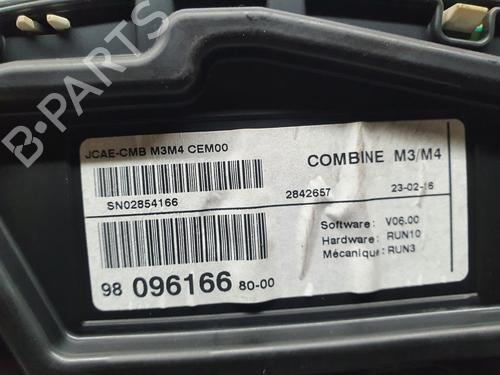 JCAE-CMB M3M4 CEM00
COMBINE M3/M4
SN02854166
2842657
23-02-16
Software: V06.00
Hardware: RUN10
Mécanique: RUN3
98 096166 80-00
B-PARTS